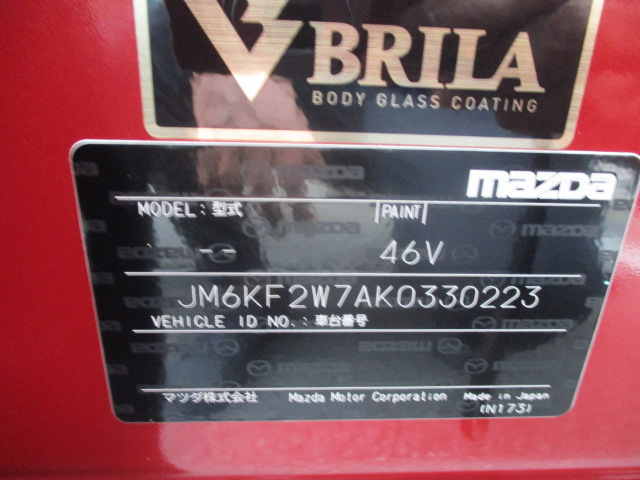 BRILA
BODY GLASS COATING
mazda
MODEL:型式 PAINT
-- 46V
JM6KF2W7AK0330223
VEHICLE ID NO.:車台番号
マツダ株式会社 Mazda Motor Corporation Made in Japan
(N173)